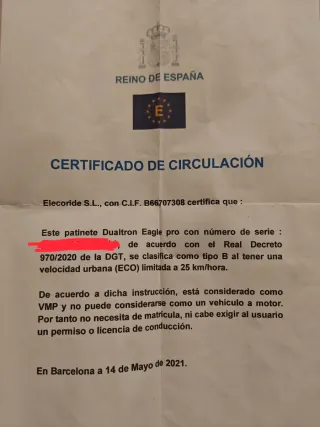 REINO DE ESPAÑA
E
CERTIFICADO DE CIRCULACIÓN
Elecoride S.L., con C.I.F. B66707308 certifica que :
Este patinete Dualtron Eagle pro con número de serie :
, de acuerdo con el Real Decreto
970/2020 de la DGT, se clasifica como tipo B al tener una
velocidad urbana (ECO) limitada a 25 km/hora.
De acuerdo a dicha instrucción, está considerado como
VMP y no puede considerarse como un vehículo a motor.
Por tanto no necesita de matrícula, ni cabe exigir al usuario
un permiso o licencia de conducción.
En Barcelona a 14 de Mayo de 2021.